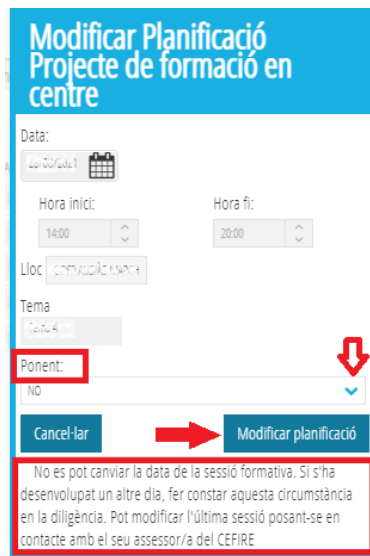 Modificar Planificació
Projecte de formació en
centre
Data:
Hora inici:
Hora fi:
14:00
20:00
Lloc
Tema
Ponent:
NO
Cancel·lar
Modificar planificació
No es pot canviar la data de la sessió formativa. Si s'ha
desenvolupat un altre dia, fer constar aquesta circumstància
en la diligència. Pot modificar l'última sessió posant-se en
contacte amb el seu assessor/a del CEFIRE